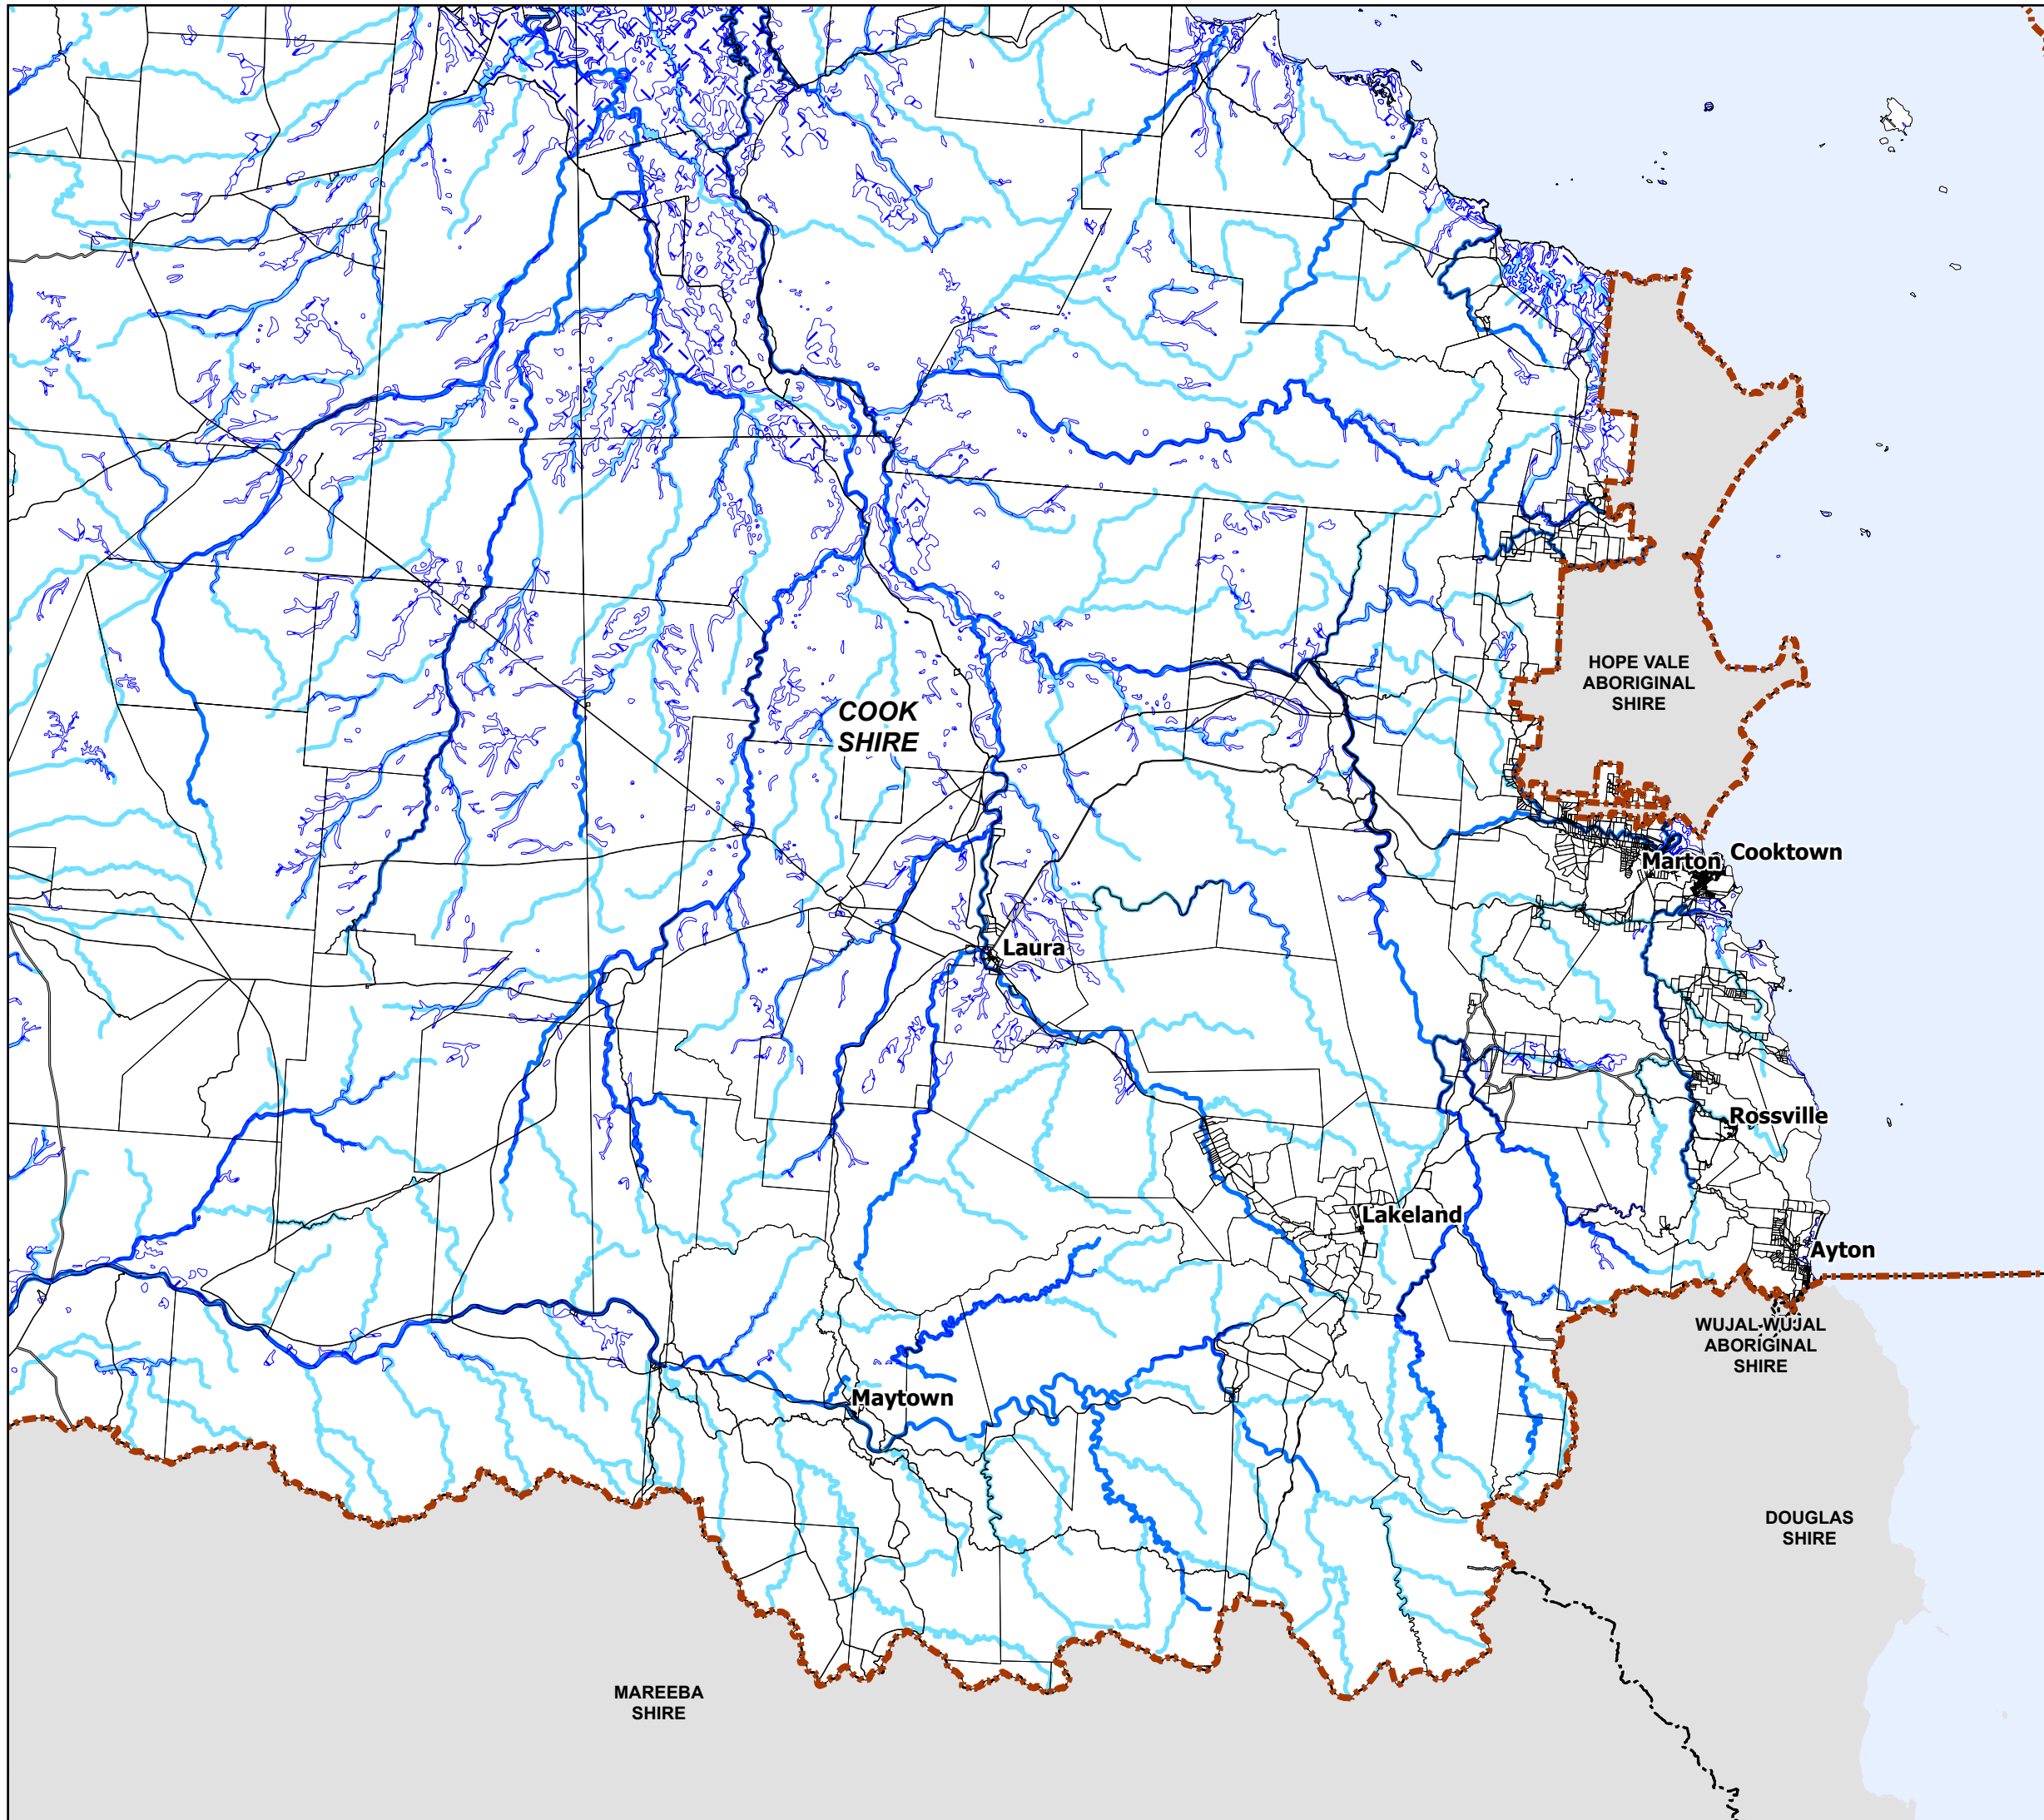 HOPE VALE
ABORIGINAL
SHIRE
COOK
SHIRE
Cooktown
Marton
Laura
Rossville
Lakeland
Ayton
WUJAL-WUJAL
ABORIGINAL
SHIRE
Maytown
DOUGLAS
SHIRE
MAREEBA
SHIRE